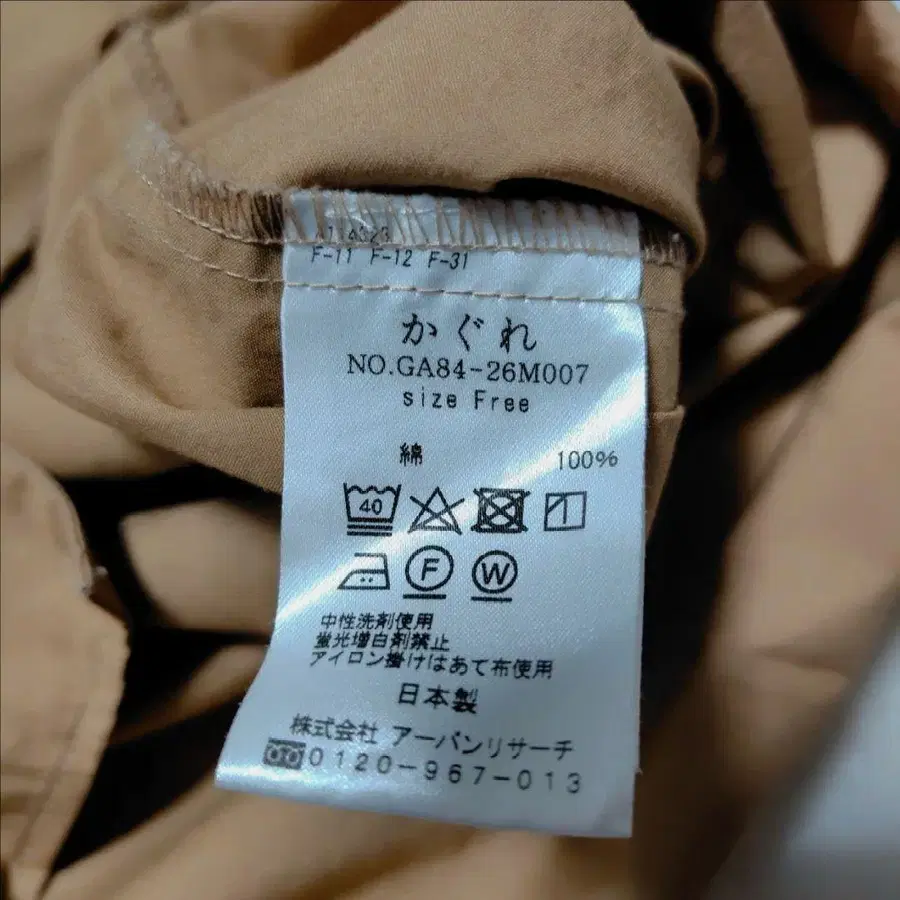 F-11 F-12 F-31
かぐれ
NO.GA84-26M007
size Free
綿 100%
40
F W
中性洗剤使用
蛍光増白剤禁止
アイロン掛けはあて布使用
日本製
株式会社 アーバンリサーチ
0120-967-013